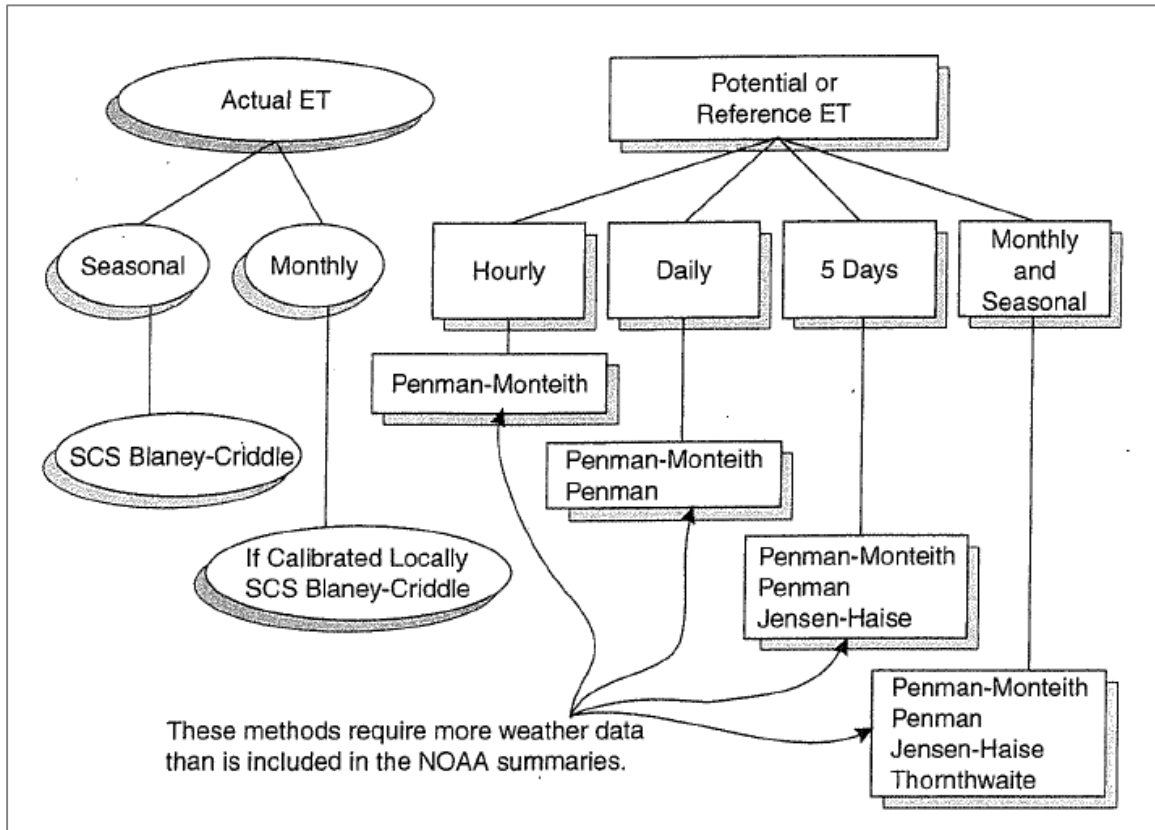 Actual ET
Potential or
Reference ET
Seasonal
Monthly
Hourly
Daily
5 Days
Monthly
and
Seasonal
Penman-Monteith
SCS Blaney-Criddle
Penman-Monteith
Penman
If Calibrated Locally
SCS Blaney-Criddle
Penman-Monteith
Penman
Jensen-Haise
Penman-Monteith
Penman
Jensen-Haise
Thornthwaite
These methods require more weather data
than is included in the NOAA summaries.